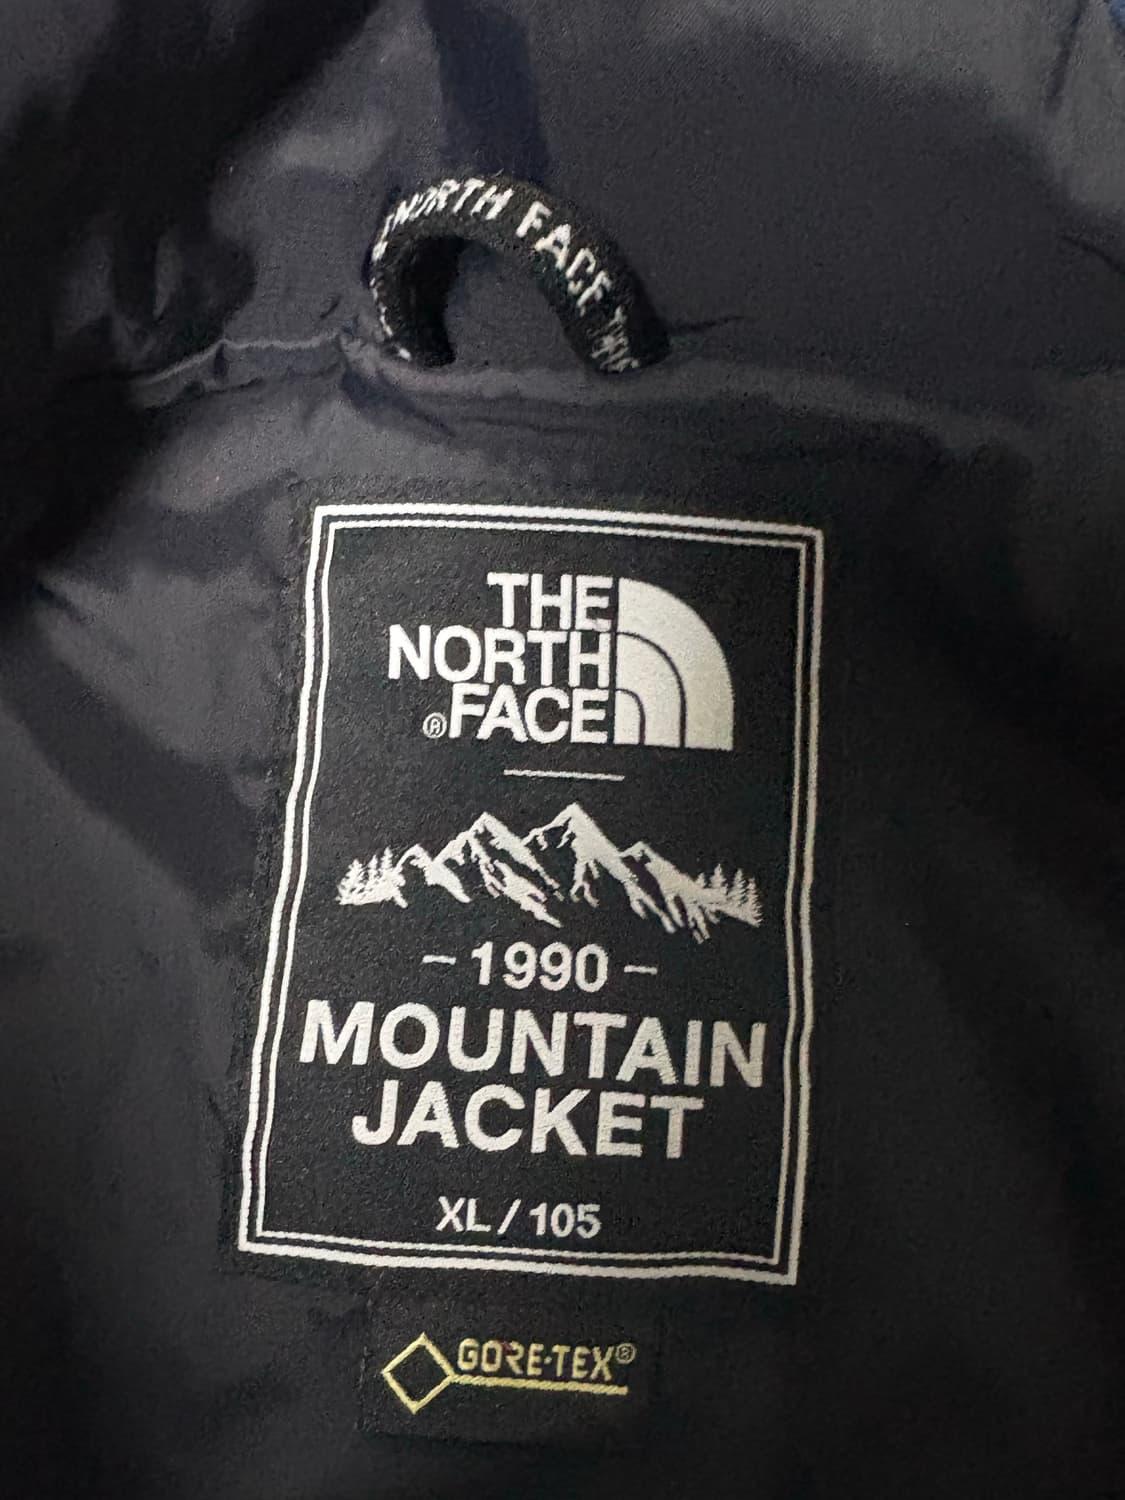 NORTH FACE
THE
NORTH
®FACE
- 1990 -
MOUNTAIN
JACKET
XL / 105
GORE-TEX®